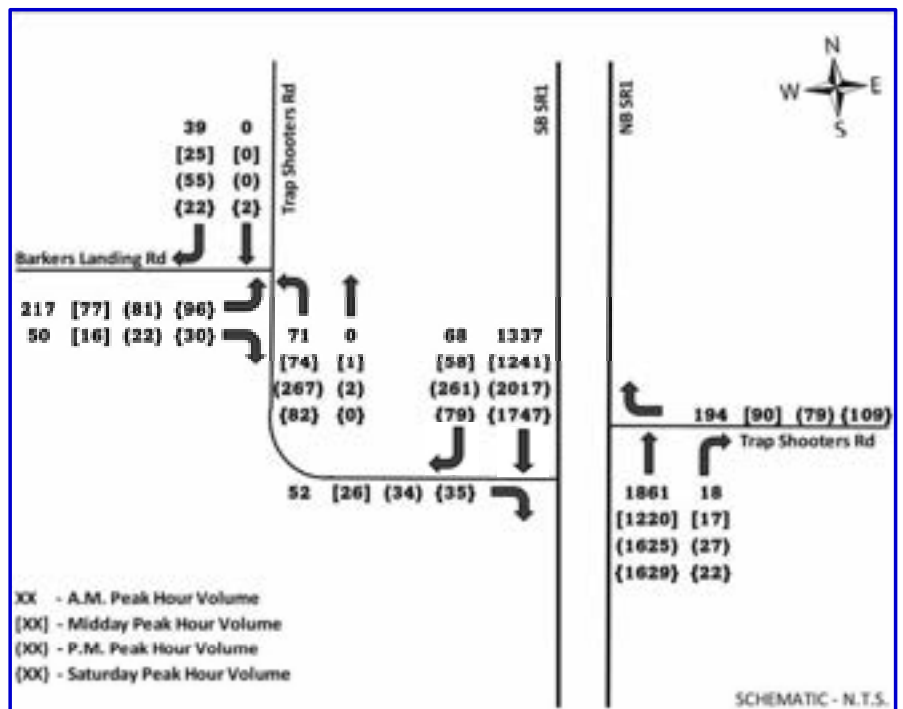 N
W E
S
Trap Shooters Rd
SB SR1
NB SR1
39 0
[25] [0]
(55) (0)
{22} {2}
Barkers Landing Rd
217 [77] (81) {96}
50 [16] (22) {30}
71 0
[74] [1]
(267) (2)
{82} {0}
68 1337
[58] [1241]
(261) (2017)
{79} {1747}
194 [90] (79) {109}
Trap Shooters Rd
52 [26] (34) {35}
1861 18
[1220] [17]
(1625) (27)
{1629} {22}
XX - A.M. Peak Hour Volume
[XX] - Midday Peak Hour Volume
(XX) - P.M. Peak Hour Volume
{XX} - Saturday Peak Hour Volume
SCHEMATIC - N.T.S.